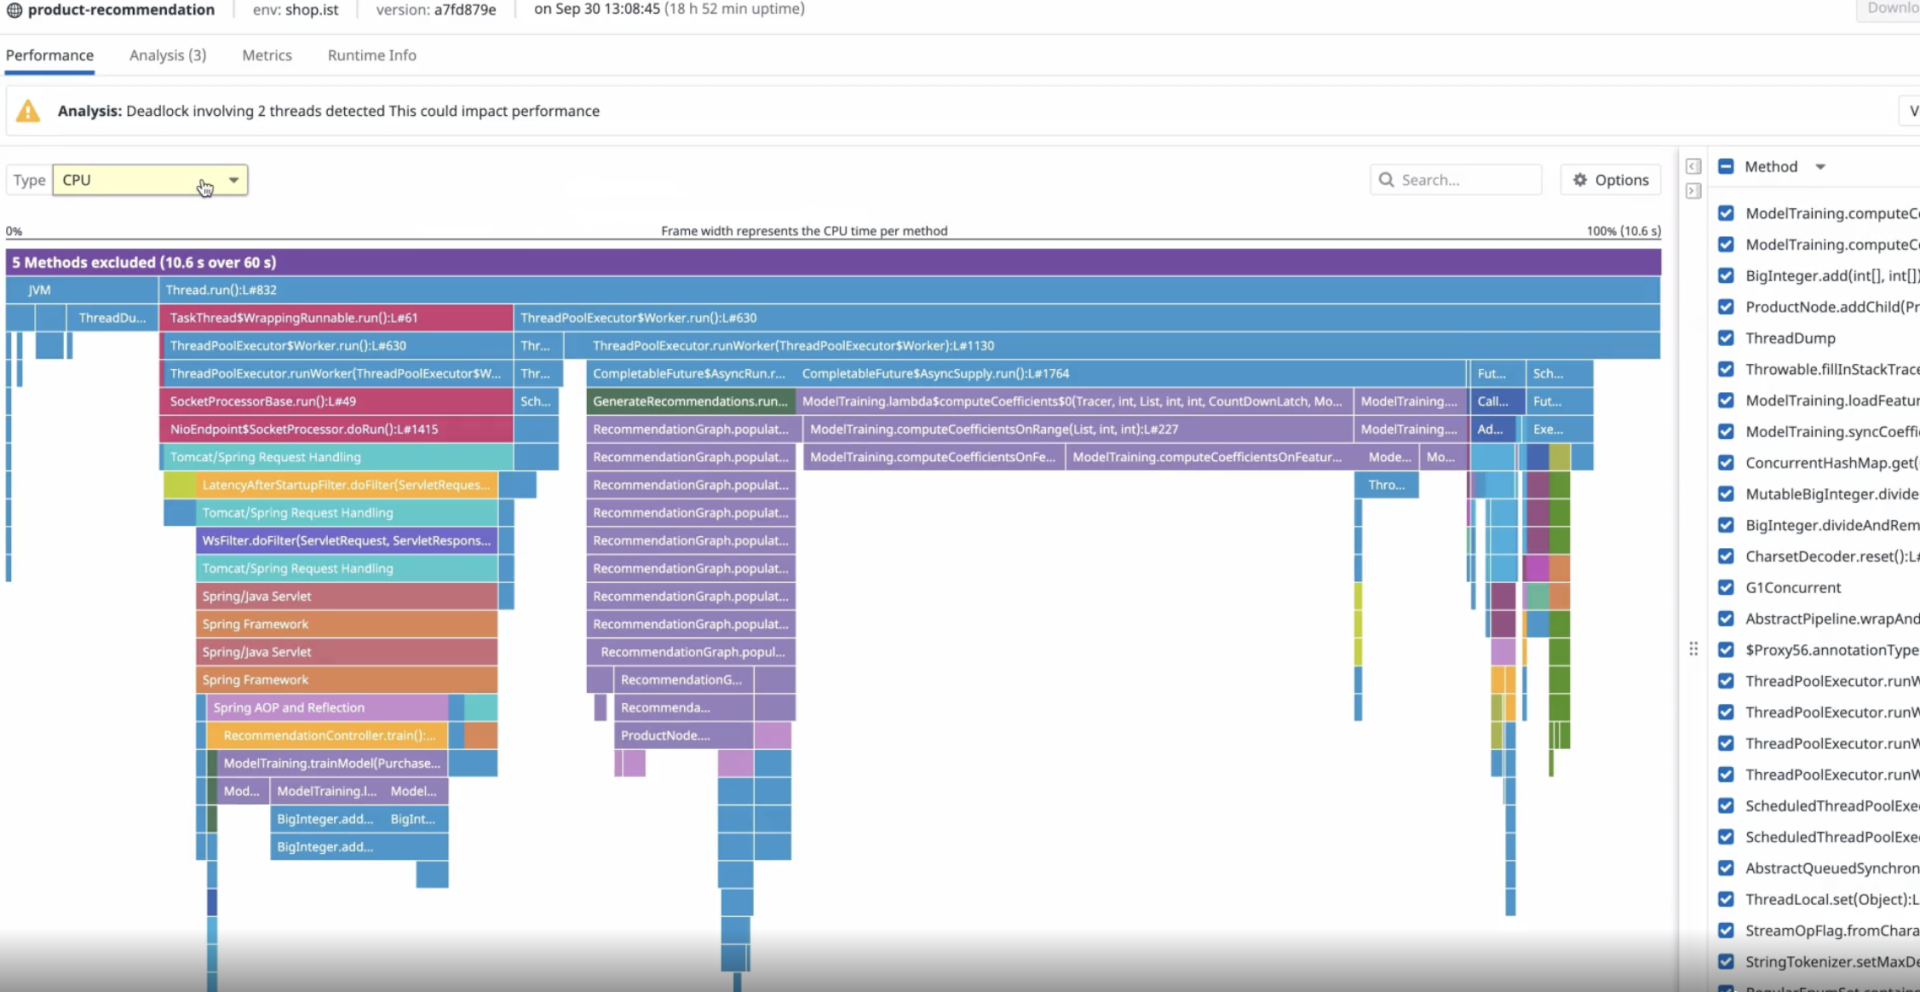 product-recommendation env: shop.ist version: a7fd879e on Sep 30 13:08:45 (18 h 52 min uptime) Downlo
Performance Analysis (3) Metrics Runtime Info
Analysis: Deadlock involving 2 threads detected This could impact performance V
Type CPU Search... Options
0% Frame width represents the CPU time per method 100% (10.6 s)
5 Methods excluded (10.6 s over 60 s)
JVM Thread.run():L#832
ThreadDu... TaskThread$WrappingRunnable.run():L#61 ThreadPoolExecutor$Worker.run():L#630
ThreadPoolExecutor$Worker.run():L#630 Thr... ThreadPoolExecutor.runWorker(ThreadPoolExecutor$Worker):L#1130
ThreadPoolExecutor.runWorker(ThreadPoolExecutor$W... Thr... CompletableFuture$AsyncRun.r... CompletableFuture$AsyncSupply.run():L#1764 Fut... Sch...
SocketProcessorBase.run():L#49 Sch... GenerateRecommendations.run... ModelTraining.lambda$computeCoefficients$0(Tracer, int, List, int, int, CountDownLatch, Mo... ModelTraining.... Call... Fut...
NioEndpoint$SocketProcessor.doRun():L#1415 RecommendationGraph.populat... ModelTraining.computeCoefficientsOnRange(List, int, int):L#227 ModelTraining.... Ad... Exe...
Tomcat/Spring Request Handling RecommendationGraph.populat... ModelTraining.computeCoefficientsOnFe... ModelTraining.computeCoefficientsOnFeatur... Mode... Mo...
LatencyAfterStartupFilter.doFilter(ServletReques... RecommendationGraph.populat... Thro...
Tomcat/Spring Request Handling RecommendationGraph.populat...
WsFilter.doFilter(ServletRequest, ServletRespons... RecommendationGraph.populat...
Tomcat/Spring Request Handling RecommendationGraph.populat...
Spring/Java Servlet RecommendationGraph.populat...
Spring Framework RecommendationGraph.populat...
Spring/Java Servlet RecommendationGraph.popul...
Spring Framework RecommendationG...
Spring AOP and Reflection Recommenda...
RecommendationController.train():... ProductNode....
ModelTraining.trainModel(Purchase...
Mod... ModelTraining.l... Model...
BigInteger.add... BigInt...
BigInteger.add...
Method
ModelTraining.computeCo
ModelTraining.computeCo
BigInteger.add(int[], int[])
ProductNode.addChild(Pr
ThreadDump
Throwable.fillInStackTrace
ModelTraining.loadFeatur
ModelTraining.syncCoeffi
ConcurrentHashMap.get(
MutableBigInteger.divide
BigInteger.divideAndRem
CharsetDecoder.reset():L#
G1Concurrent
AbstractPipeline.wrapAnd
$Proxy56.annotationType
ThreadPoolExecutor.runW
ThreadPoolExecutor.runW
ThreadPoolExecutor.runW
ThreadPoolExecutor.runW
ScheduledThreadPoolExe
ScheduledThreadPoolExe
AbstractQueuedSynchron
ThreadLocal.set(Object):L
StreamOpFlag.fromChara
StringTokenizer.setMaxDe